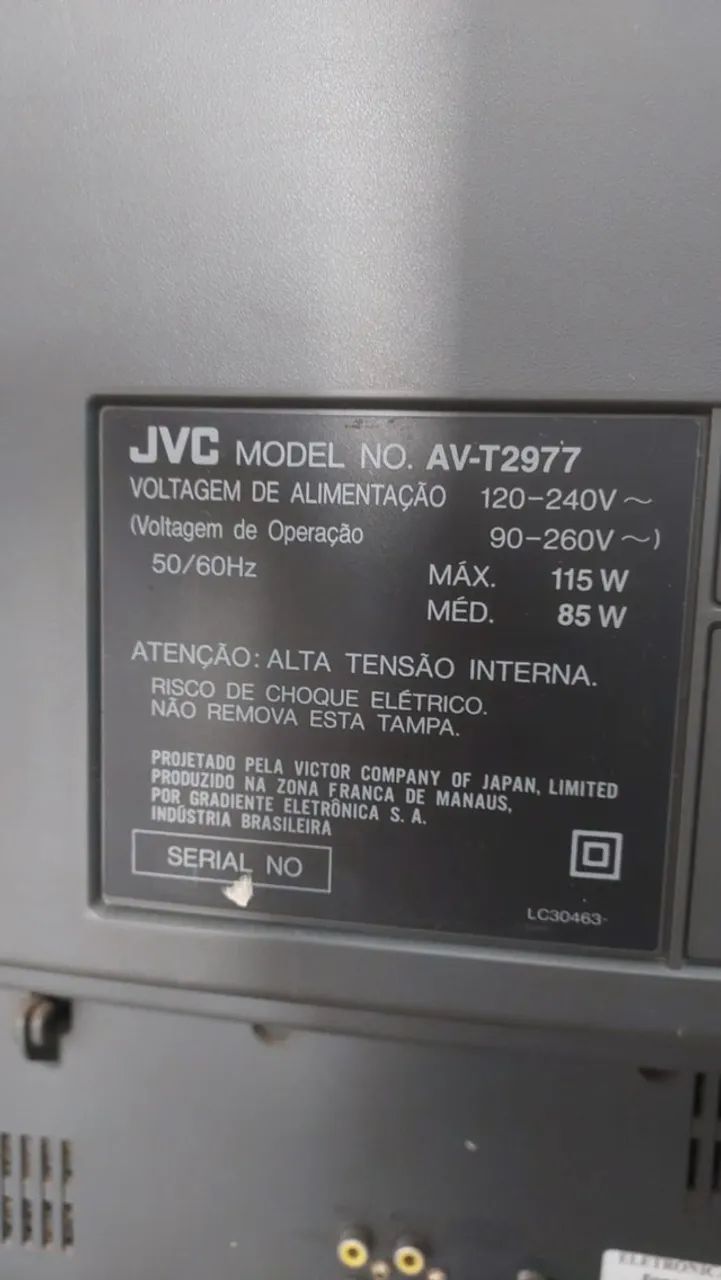 JVC MODEL NO. AV-T2977
VOLTAGEM DE ALIMENTAÇÃO 120-240V ~
(Voltagem de Operação 90-260V ~)
50/60Hz MÁX. 115 W
MÉD. 85 W
ATENÇÃO: ALTA TENSÃO INTERNA.
RISCO DE CHOQUE ELÉTRICO.
NÃO REMOVA ESTA TAMPA.
PROJETADO PELA VICTOR COMPANY OF JAPAN, LIMITED
PRODUZIDO NA ZONA FRANCA DE MANAUS,
POR GRADIENTE ELETRÔNICA S. A.
INDÚSTRIA BRASILEIRA
SERIAL NO
LC30463-